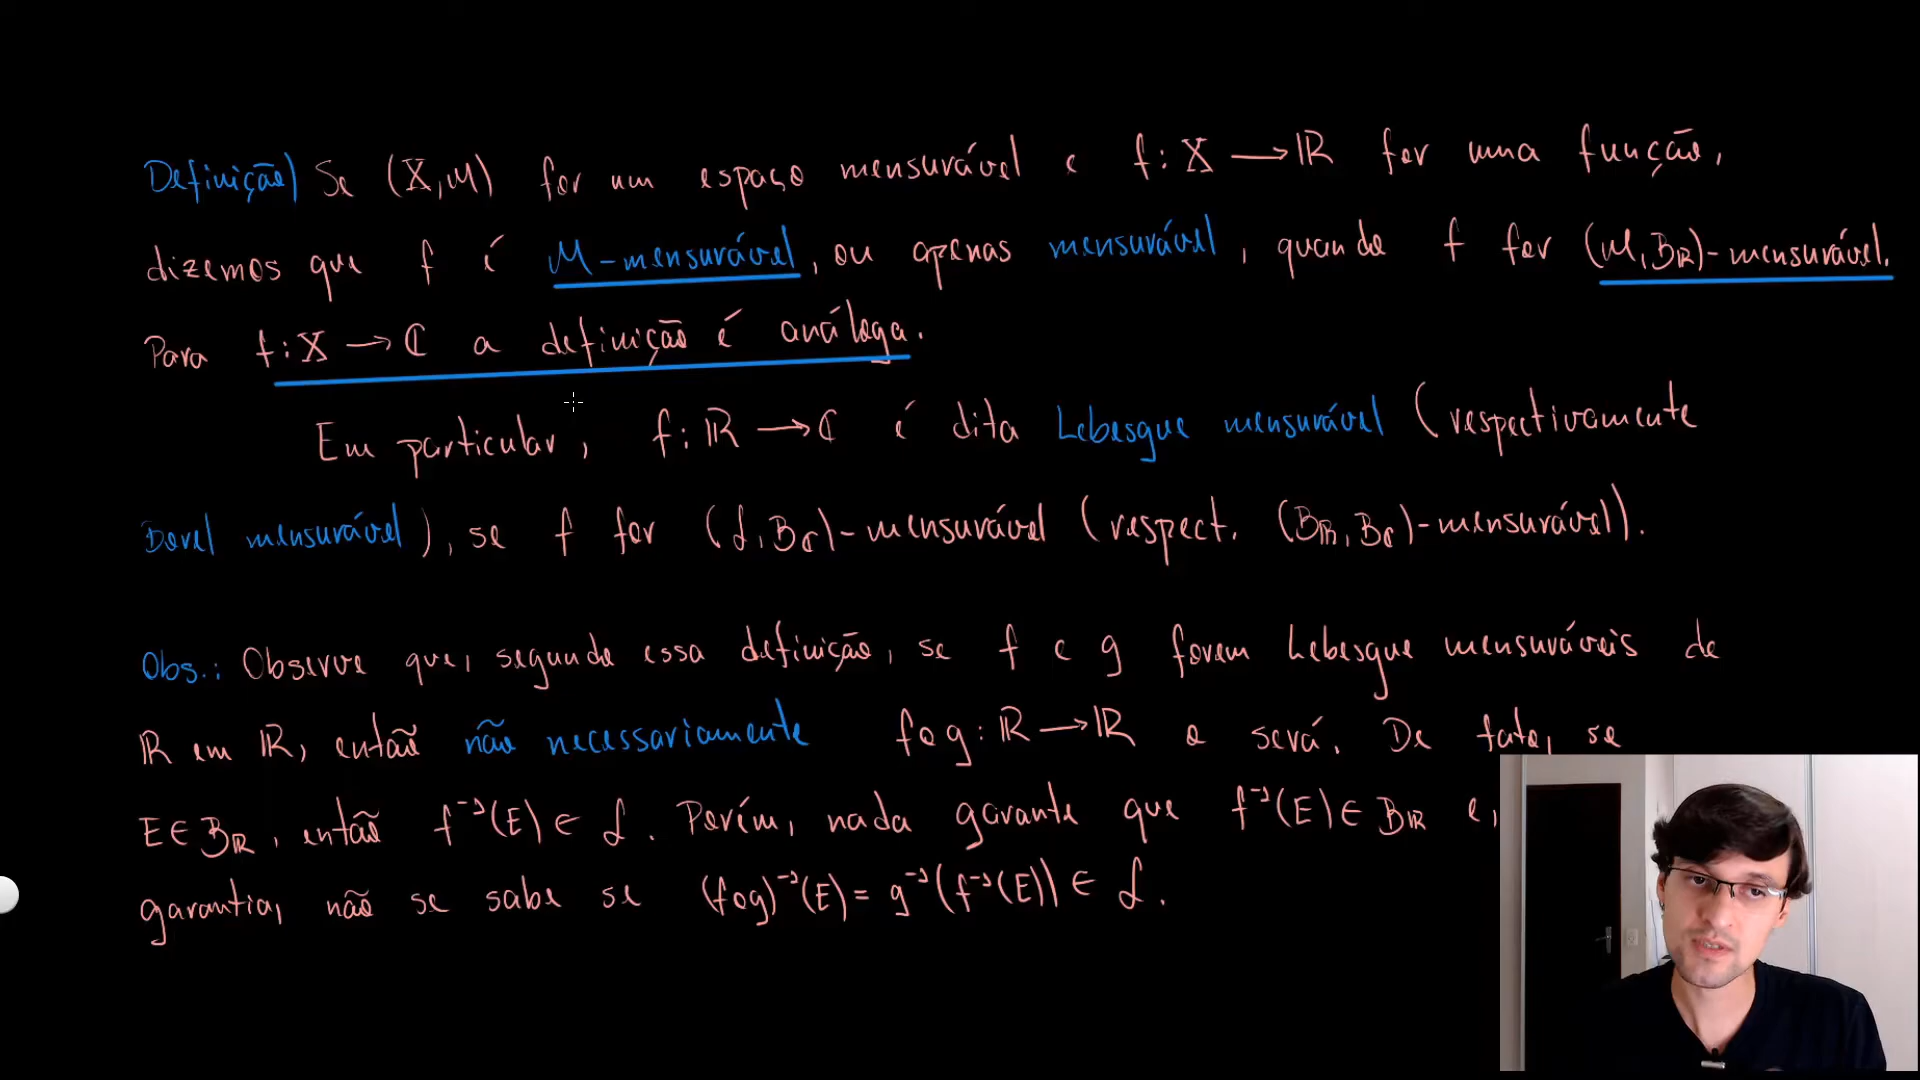 Definição) Se (X,M) for um espaço mensurável e f: X → ℝ for uma função,
dizemos que f é M-mensurável, ou apenas mensurável, quando f for (M, Bℝ)-mensurável.
Para f: X → ℂ a definição é análoga.
Em particular, f: ℝ → ℂ é dita Lebesgue mensurável (respectivamente
Borel mensurável), se f for (ℒ, Bℂ)-mensurável (respect. (Bℝ, Bℂ)-mensurável).
Obs.: Observe que, segundo essa definição, se f e g forem Lebesgue mensuráveis de
ℝ em ℝ, então não necessariamente fog: ℝ → ℝ o será. De fato, se
E ∈ Bℝ, então f⁻¹(E) ∈ ℒ. Porém, nada garante que f⁻¹(E) ∈ Bℝ e,
garantia, não se sabe se (fog)⁻¹(E) = g⁻¹(f⁻¹(E)) ∈ ℒ.